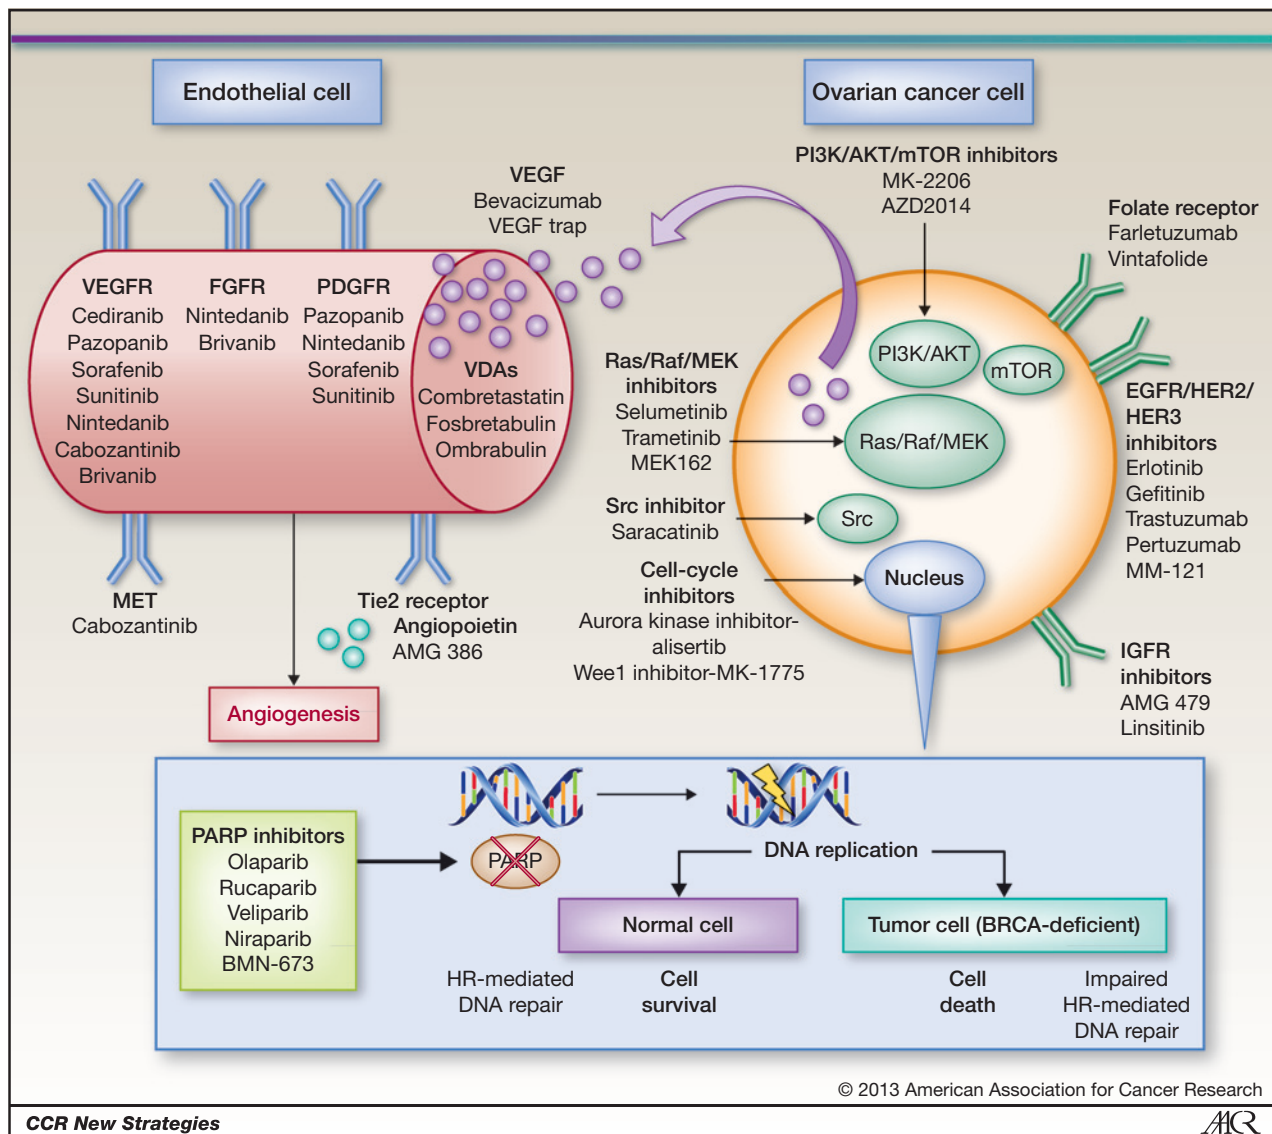 Endothelial cell
Ovarian cancer cell
VEGF
Bevacizumab
VEGF trap
PI3K/AKT/mTOR inhibitors
MK-2206
AZD2014
Folate receptor
Farletuzumab
Vintafolide
VEGFR
Cediranib
Pazopanib
Sorafenib
Sunitinib
Nintedanib
Cabozantinib
Brivanib
FGFR
Nintedanib
Brivanib
PDGFR
Pazopanib
Nintedanib
Sorafenib
Sunitinib
VDAs
Combretastatin
Fosbretabulin
Ombrabulin
Ras/Raf/MEK
inhibitors
Selumetinib
Trametinib
MEK162
PI3K/AKT
mTOR
Ras/Raf/MEK
Src
Nucleus
EGFR/HER2/
HER3
inhibitors
Erlotinib
Gefitinib
Trastuzumab
Pertuzumab
MM-121
Src inhibitor
Saracatinib
Cell-cycle
inhibitors
Aurora kinase inhibitor-
alisertib
Wee1 inhibitor-MK-1775
MET
Cabozantinib
Tie2 receptor
Angiopoietin
AMG 386
IGFR
inhibitors
AMG 479
Linsitinib
Angiogenesis
PARP inhibitors
Olaparib
Rucaparib
Veliparib
Niraparib
BMN-673
PARP
DNA replication
Normal cell
Tumor cell (BRCA-deficient)
HR-mediated
DNA repair
Cell
survival
Cell
death
Impaired
HR-mediated
DNA repair
© 2013 American Association for Cancer Research
CCR New Strategies
AACR